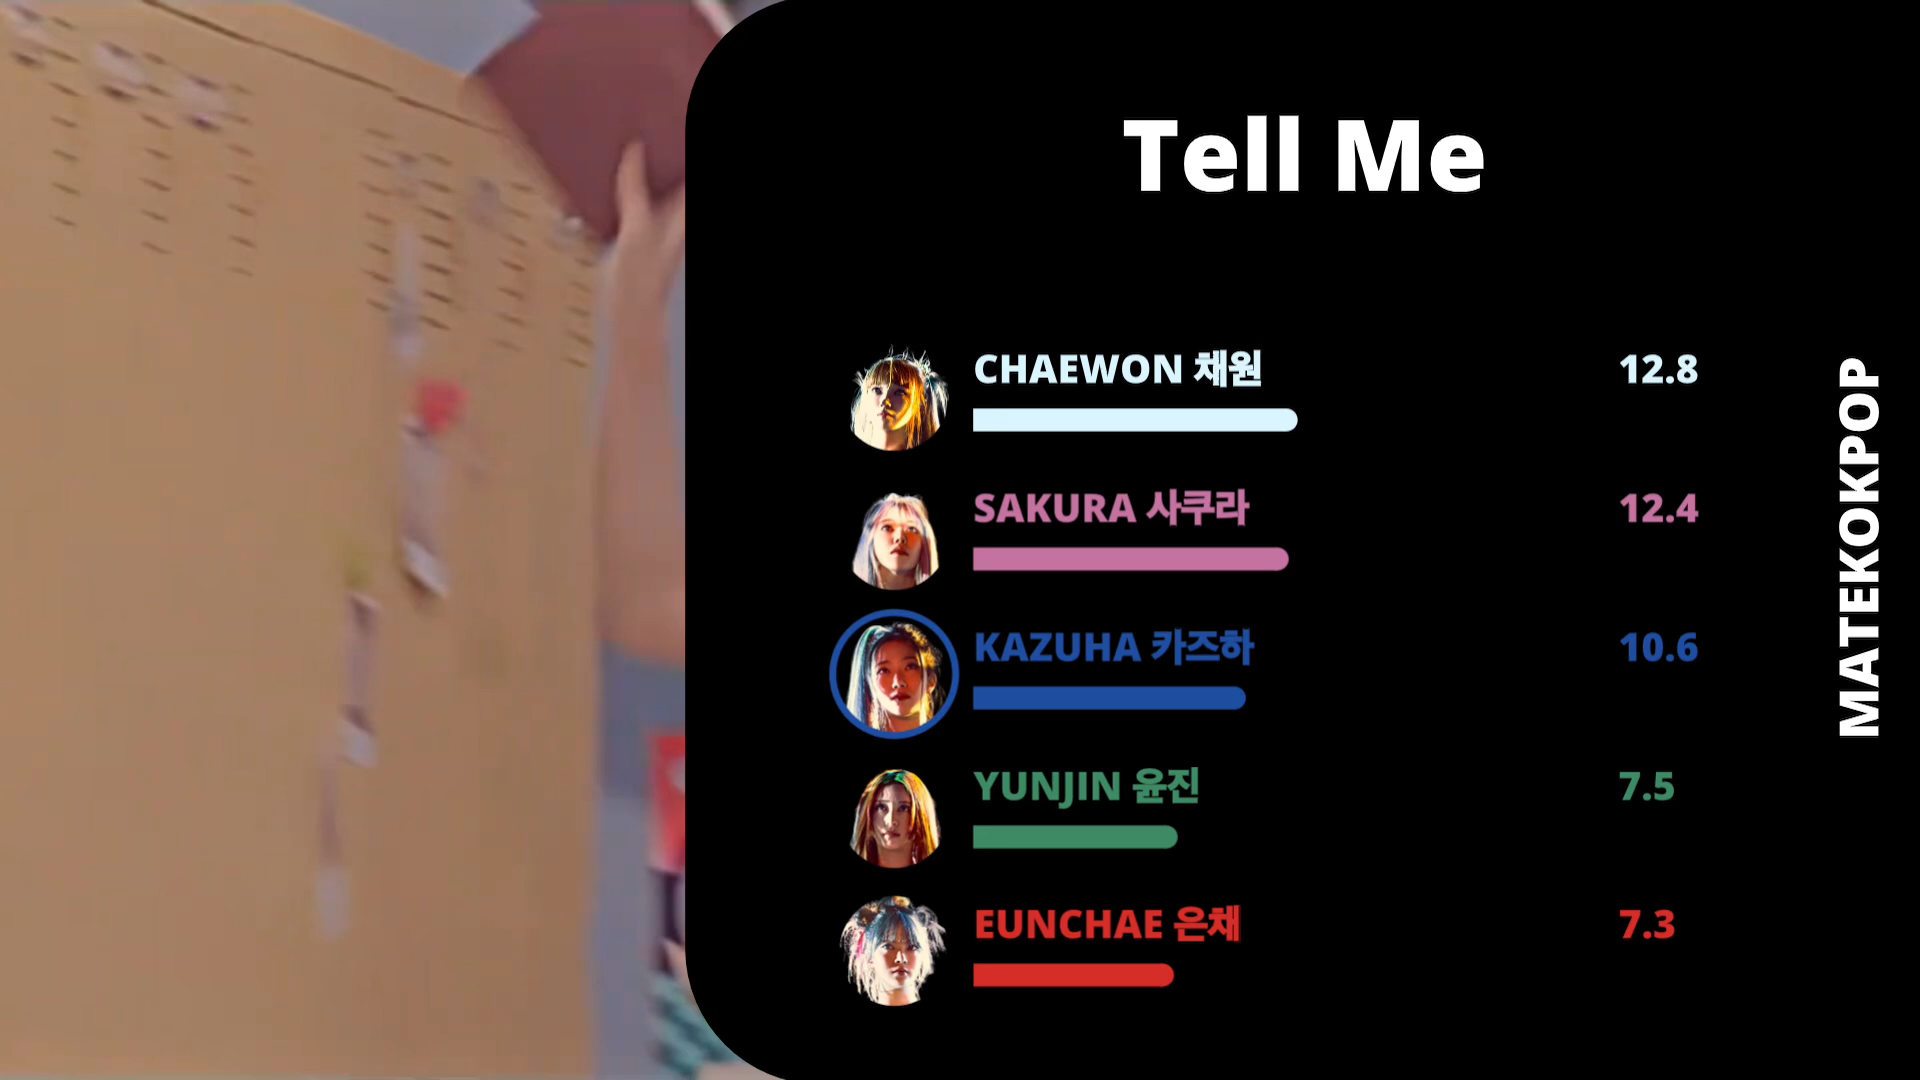 Tell Me
CHAEWON 채원
12.8
SAKURA 사쿠라
12.4
KAZUHA 카즈하
10.6
YUNJIN 윤진
7.5
EUNCHAE 은채
7.3
MATEKOKPOP